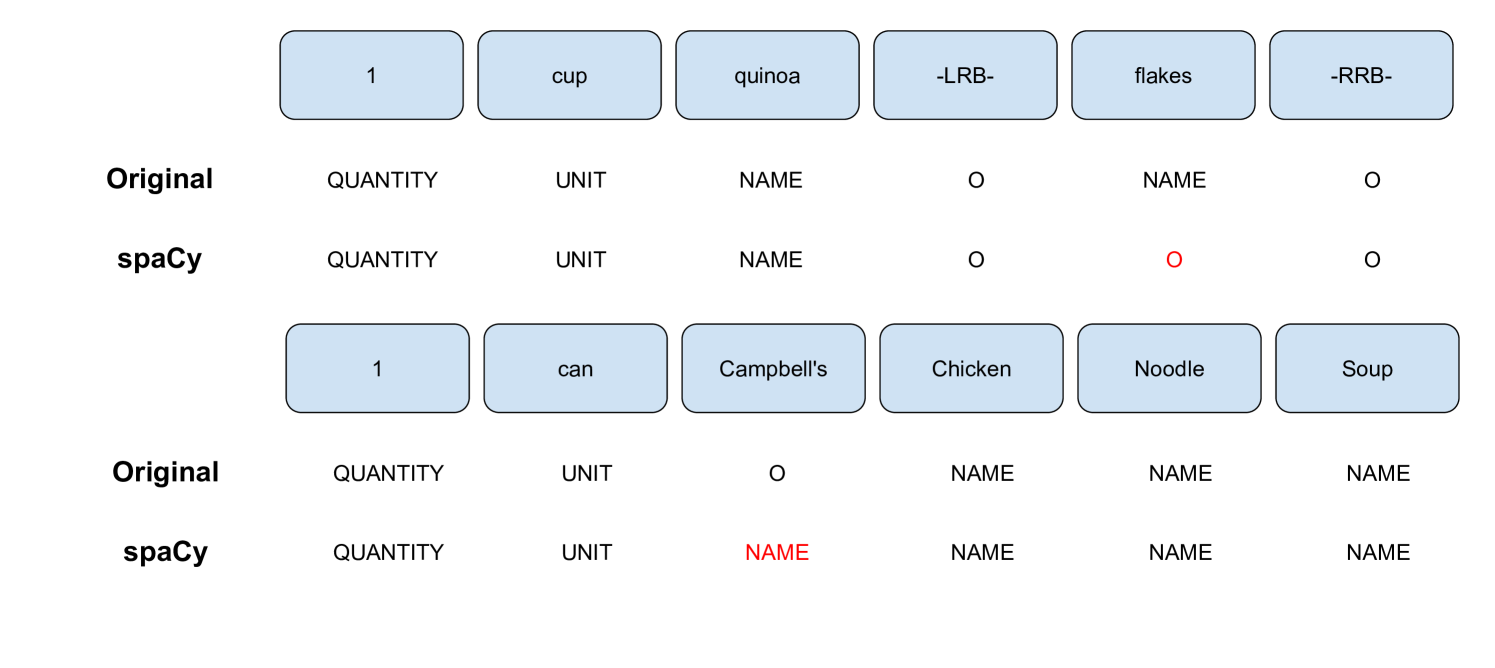 1 cup quinoa -LRB- flakes -RRB-
Original QUANTITY UNIT NAME O NAME O
spaCy QUANTITY UNIT NAME O O O
1 can Campbell's Chicken Noodle Soup
Original QUANTITY UNIT O NAME NAME NAME
spaCy QUANTITY UNIT NAME NAME NAME NAME